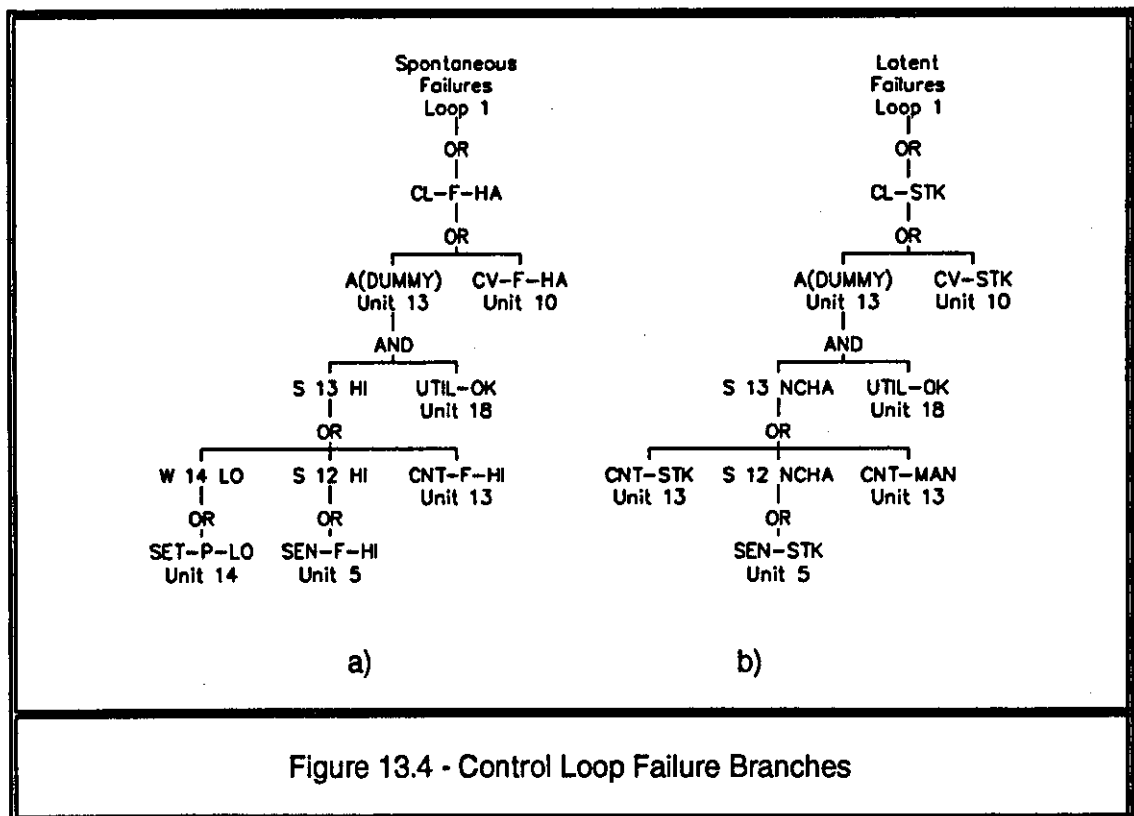 Spontaneous
Failures
Loop 1
OR
CL-F-HA
OR
A(DUMMY) CV-F-HA
Unit 13 Unit 10
AND
S 13 HI UTIL-OK
Unit 18
OR
W 14 LO S 12 HI CNT-F-HI
Unit 13
OR OR
SET-P-LO SEN-F-HI
Unit 14 Unit 5
a)
Latent
Failures
Loop 1
OR
CL-STK
OR
A(DUMMY) CV-STK
Unit 13 Unit 10
AND
S 13 NCHA UTIL-OK
Unit 18
OR
CNT-STK S 12 NCHA CNT-MAN
Unit 13 Unit 13
OR
SEN-STK
Unit 5
b)
Figure 13.4 - Control Loop Failure Branches